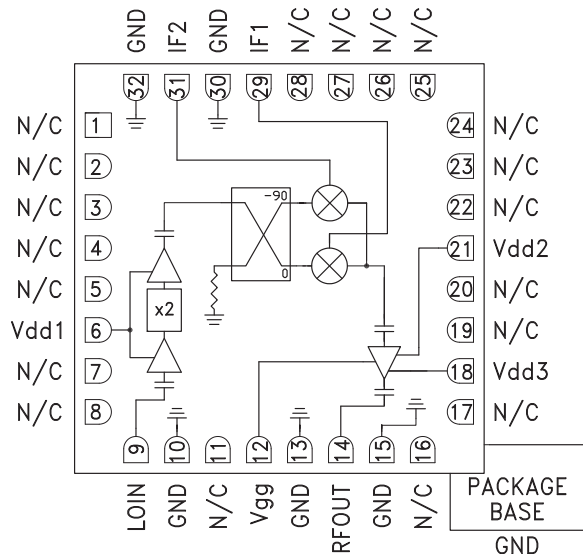 GND
IF2
GND
IF1
N/C
N/C
N/C
N/C
32
31
30
29
28
27
26
25
N/C 1
N/C 2
N/C 3
N/C 4
N/C 5
Vdd1 6
N/C 7
N/C 8
24 N/C
23 N/C
22 N/C
21 Vdd2
20 N/C
19 N/C
18 Vdd3
17 N/C
-90
0
x2
9
10
11
12
13
14
15
16
LOIN
GND
N/C
Vgg
GND
RFOUT
GND
N/C
PACKAGE
BASE
GND